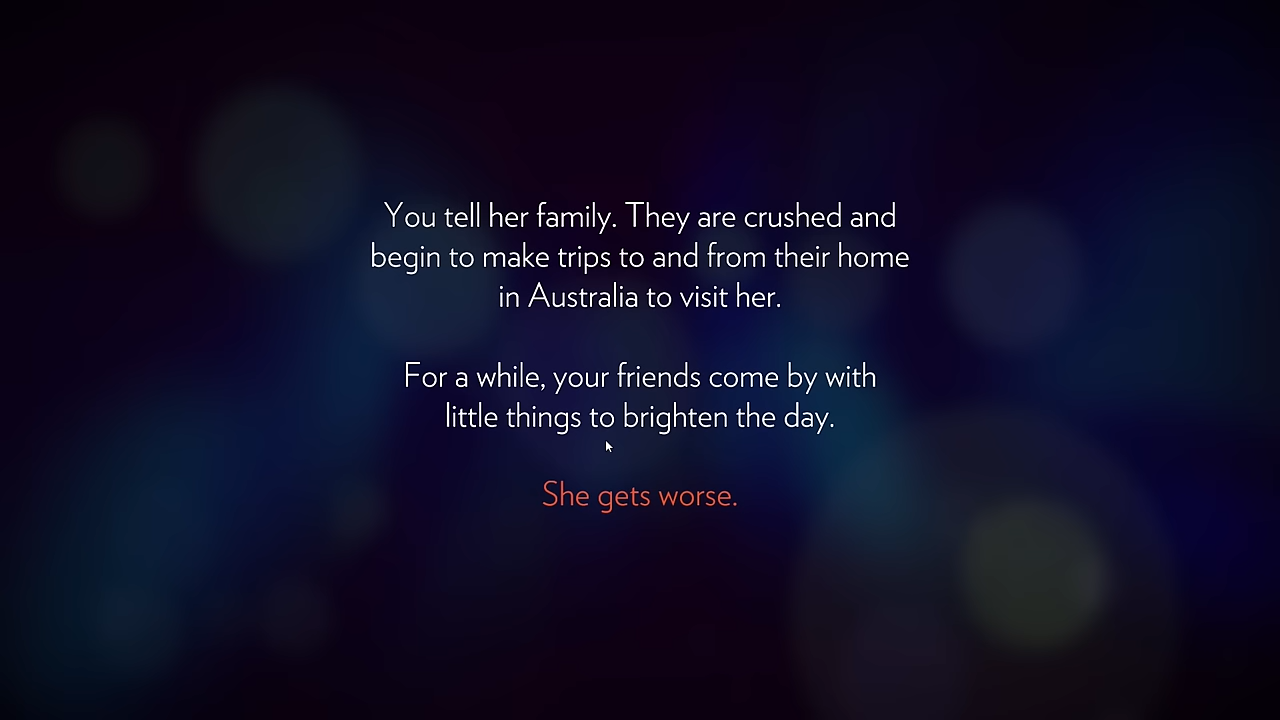 You tell her family. They are crushed and
begin to make trips to and from their home
in Australia to visit her.
For a while, your friends come by with
little things to brighten the day.
She gets worse.